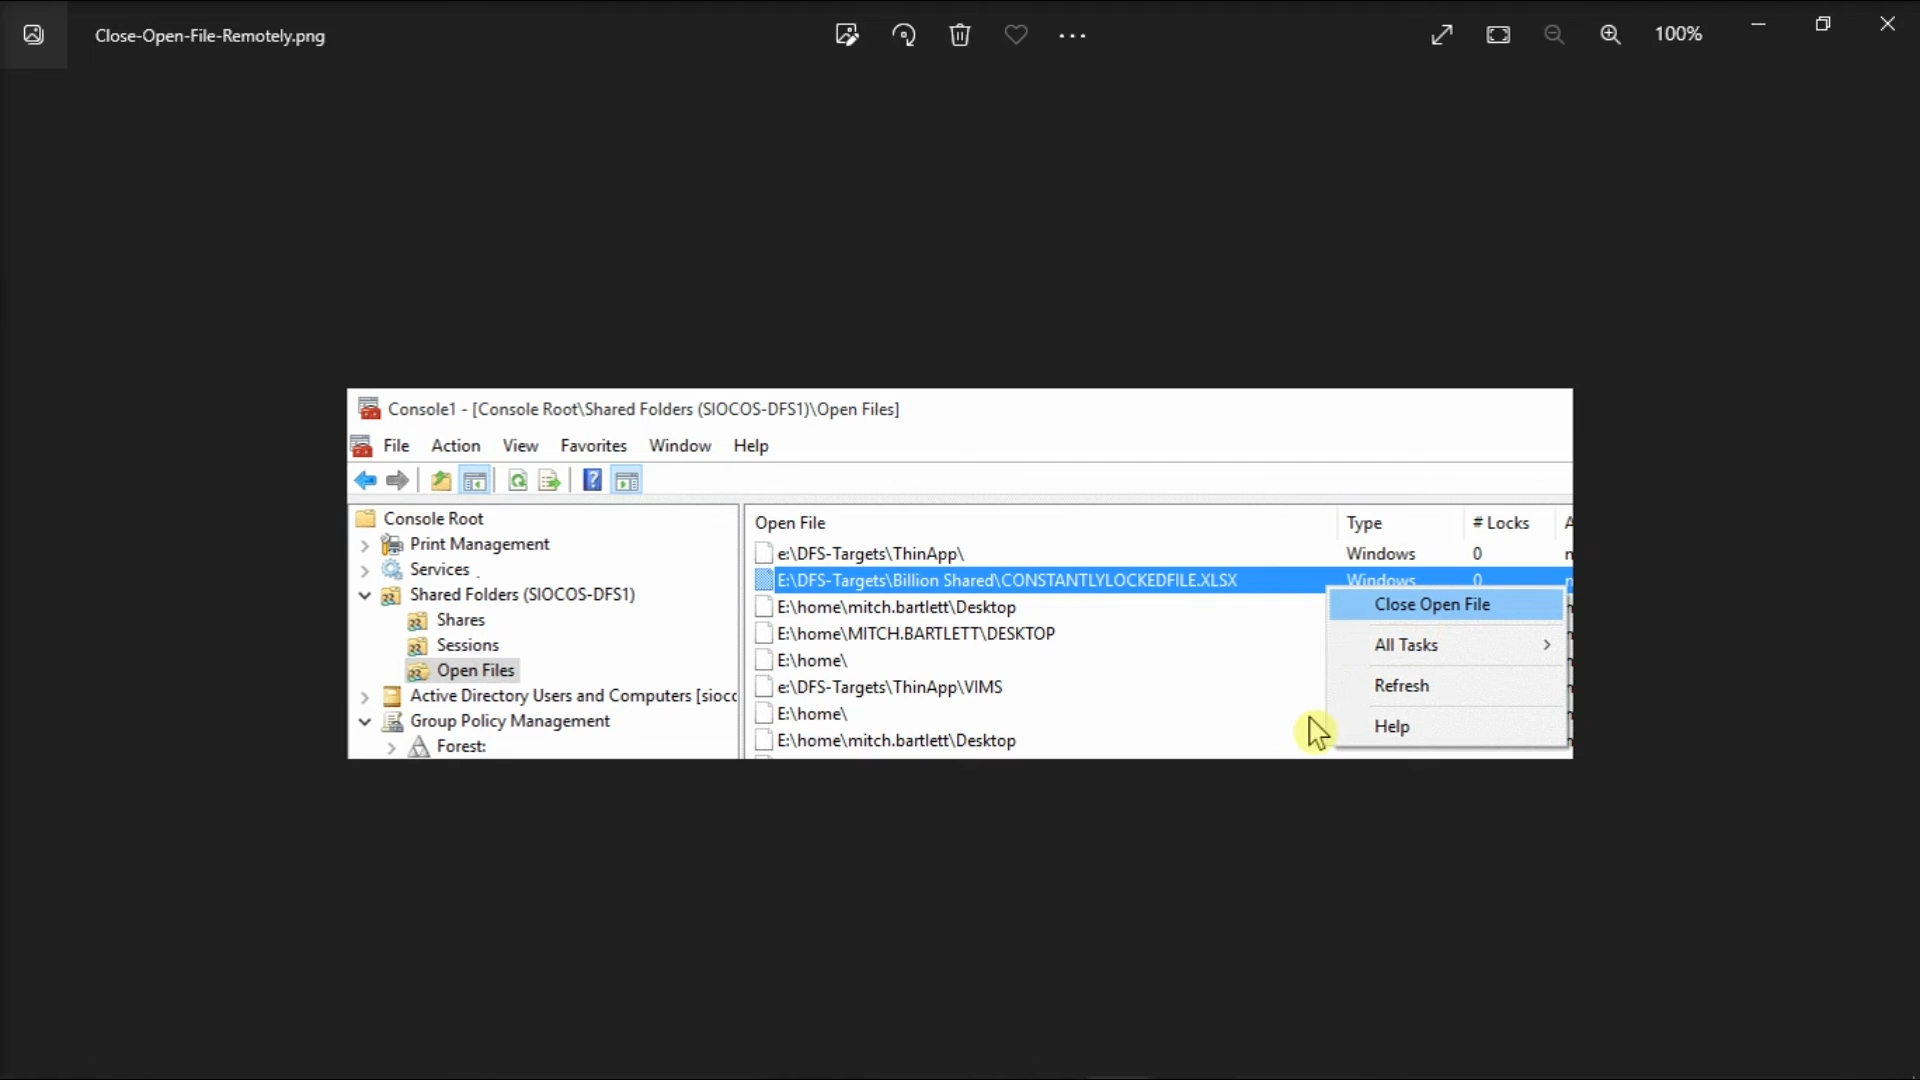 Close-Open-File-Remotely.png
100%
Console1 - [Console Root\Shared Folders (SIOCOS-DFS1)\Open Files]
File Action View Favorites Window Help
Console Root
Print Management
Services
Shared Folders (SIOCOS-DFS1)
Shares
Sessions
Open Files
Active Directory Users and Computers [sioc
Group Policy Management
Forest:
Open File Type # Locks A
e:\DFS-Targets\ThinApp\ Windows 0
E:\DFS-Targets\Billion Shared\CONSTANTLYLOCKEDFILE.XLSX Windows 0
E:\home\mitch.bartlett\Desktop
E:\home\MITCH.BARTLETT\DESKTOP
E:\home\
e:\DFS-Targets\ThinApp\VIMS
E:\home\
E:\home\mitch.bartlett\Desktop
Close Open File
All Tasks
Refresh
Help